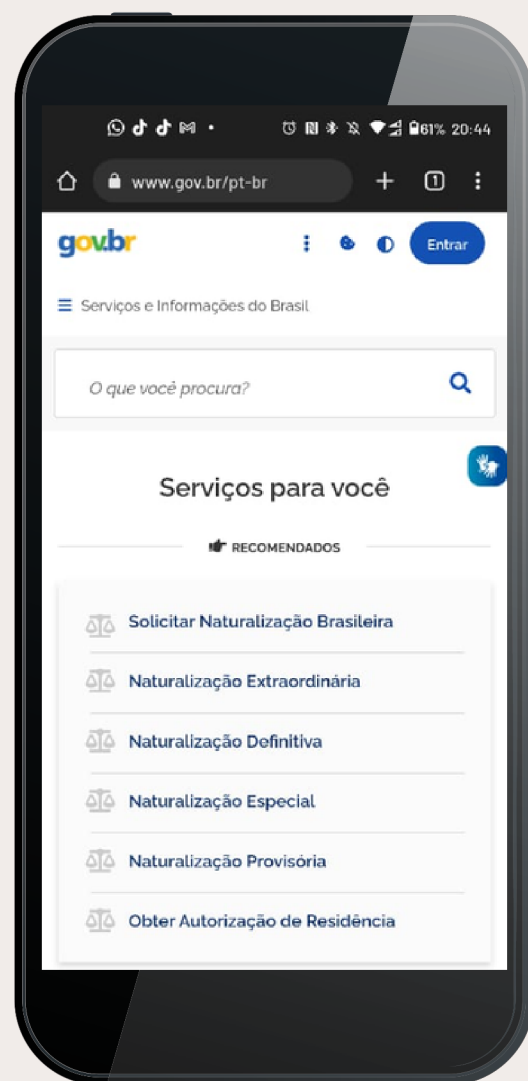 61% 20:44
www.gov.br/pt-br
1
gov.br
Entrar
Serviços e Informações do Brasil
O que você procura?
Serviços para você
RECOMENDADOS
Solicitar Naturalização Brasileira
Naturalização Extraordinária
Naturalização Definitiva
Naturalização Especial
Naturalização Provisória
Obter Autorização de Residência